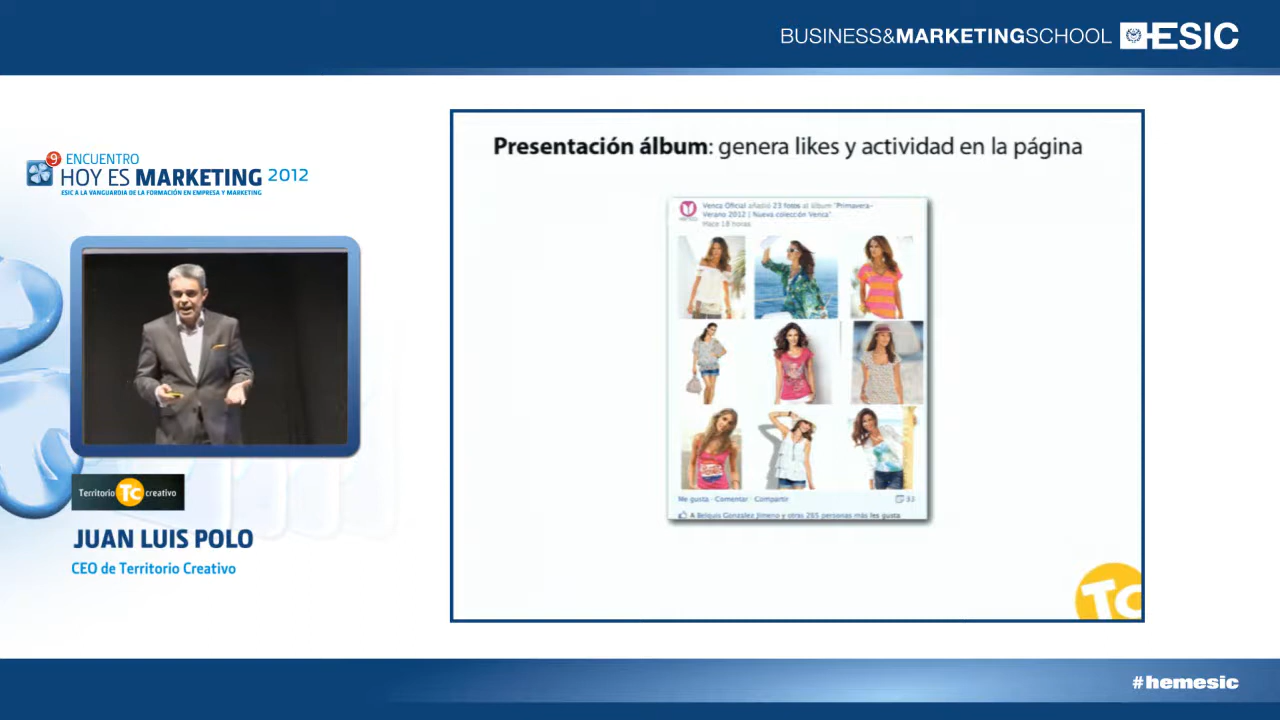 BUSINESS&MARKETINGSCHOOL ESIC
9 ENCUENTRO
HOY ES MARKETING 2012
ESIC A LA VANGUARDIA DE LA FORMACIÓN EN EMPRESA Y MARKETING
Presentación álbum: genera likes y actividad en la página
Venca Oficial añadió 23 fotos al álbum "Primavera-
Verano 2012 | Nueva colección Venca"
Hace 18 horas
Me gusta · Comentar · Compartir
A Belquis Gonzalez Jimeno y otras 265 personas más les gusta
Territorio Tc creativo
JUAN LUIS POLO
CEO de Territorio Creativo
TC
#hemesic